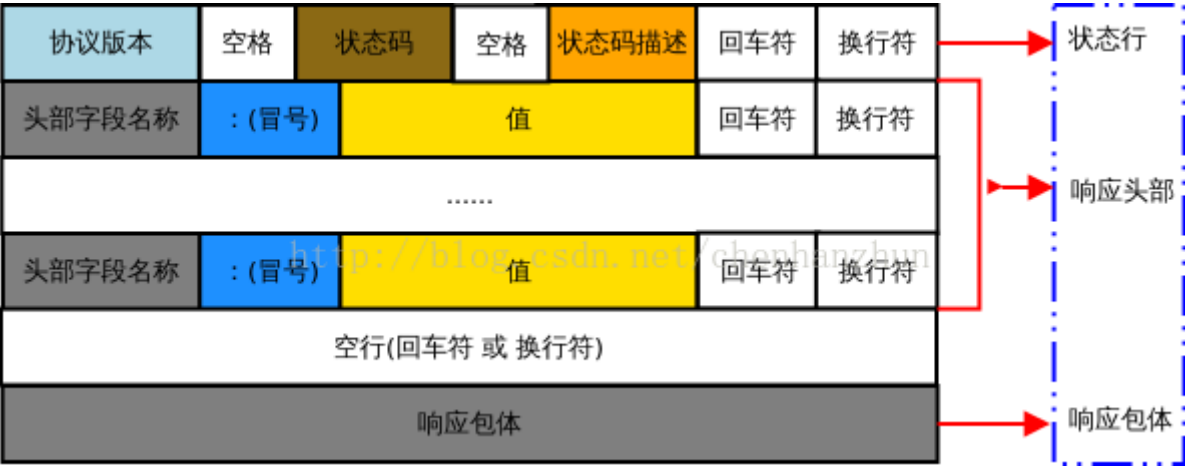 协议版本 空格 状态码 空格 状态码描述 回车符 换行符 状态行
头部字段名称 :(冒号) 值 回车符 换行符
...... 响应头部
http://blog.csdn.net/chenhanzhun
头部字段名称 :(冒号) 值 回车符 换行符
空行(回车符 或 换行符)
响应包体 响应包体